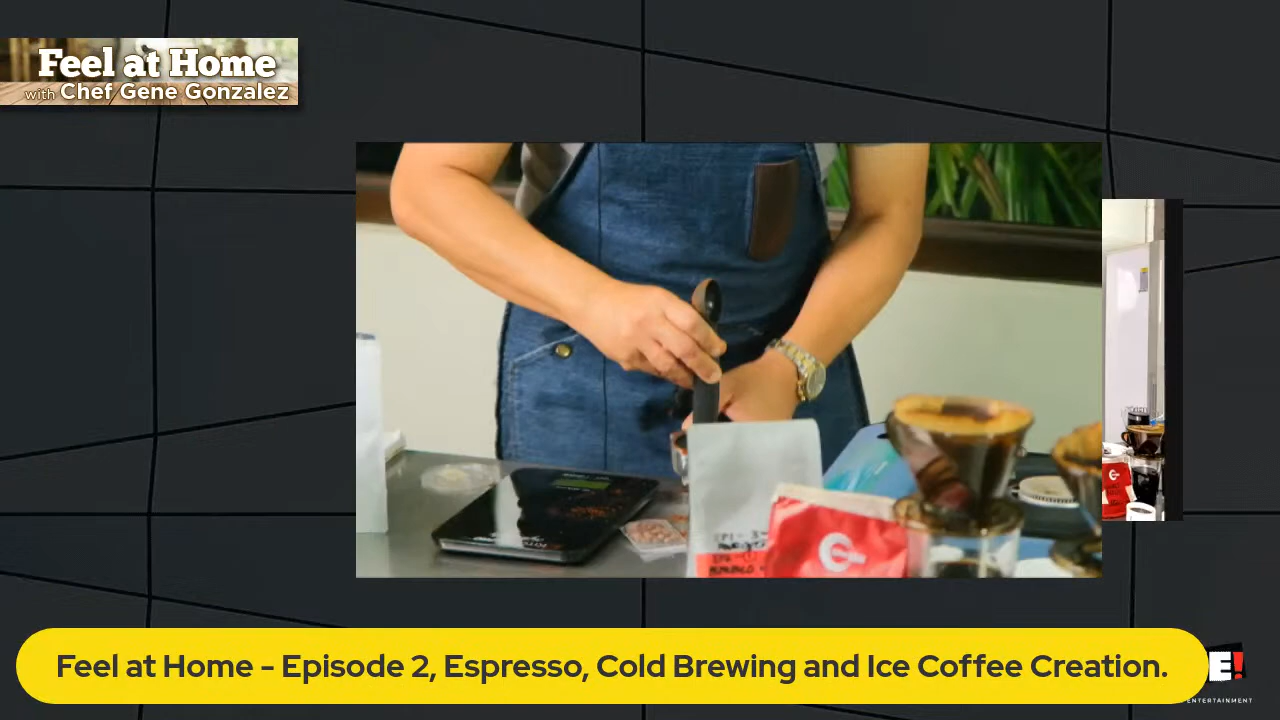 Feel at Home
with Chef Gene Gonzalez
Feel at Home - Episode 2, Espresso, Cold Brewing and Ice Coffee Creation.
E!
ENTERTAINMENT